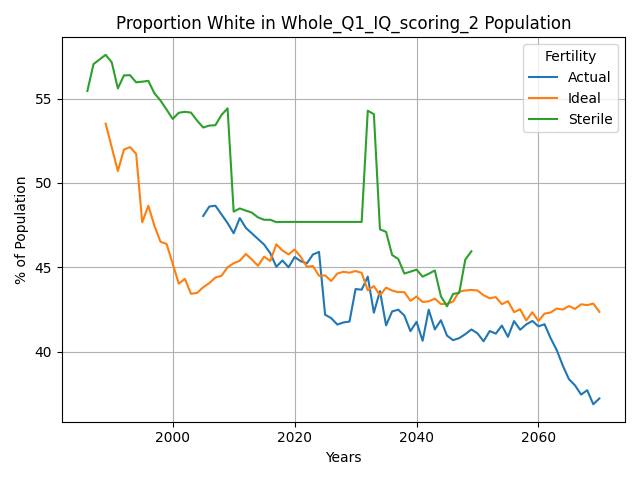 Proportion White in Whole_Q1_IQ_scoring_2 Population
Fertility
Actual
Ideal
Sterile
% of Population
55
50
45
40
2000
2020
2040
2060
Years